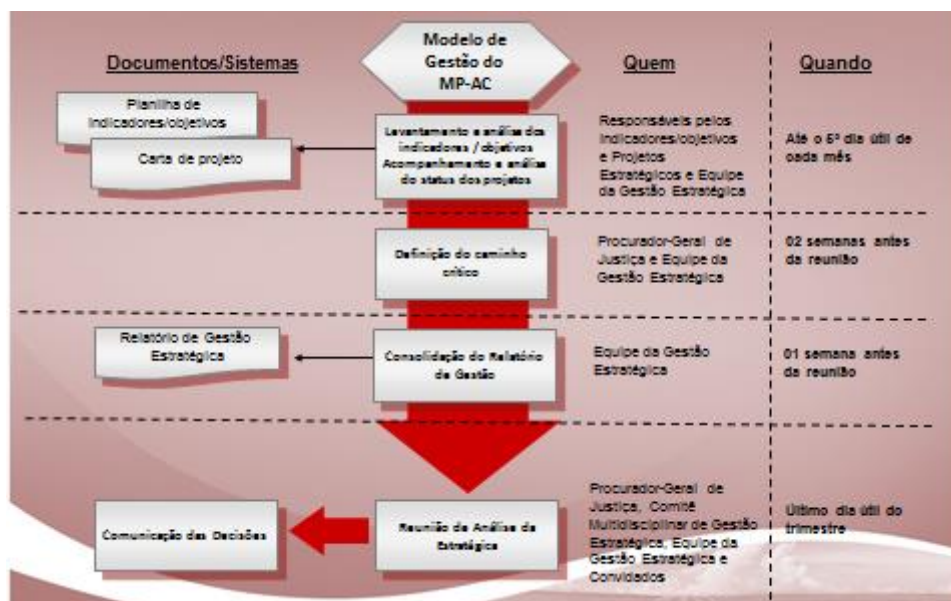 Documentos/Sistemas
Modelo de
Gestão do
MP-AC
Quem
Quando
Planilha de
Indicadores/objetivos
Carta de projeto
Levantamento e análise dos
indicadores / objetivos
Acompanhamento e análise
do status dos projetos
Responsáveis pelos
Indicadores/objetivos
e Projetos
Estratégicos e Equipe
da Gestão Estratégica
Até o 5º dia útil de
cada mês
Definição do caminho
crítico
Procurador-Geral de
Justiça e Equipe da
Gestão Estratégica
02 semanas antes
da reunião
Relatório de Gestão
Estratégica
Consolidação do Relatório
de Gestão
Equipe da Gestão
Estratégica
01 semana antes
da reunião
Comunicação das Decisões
Reunião de Análise da
Estratégica
Procurador-Geral de
Justiça, Comitê
Multidisciplinar de Gestão
Estratégica, Equipe da
Gestão Estratégica e
Convidados
Último dia útil do
trimestre